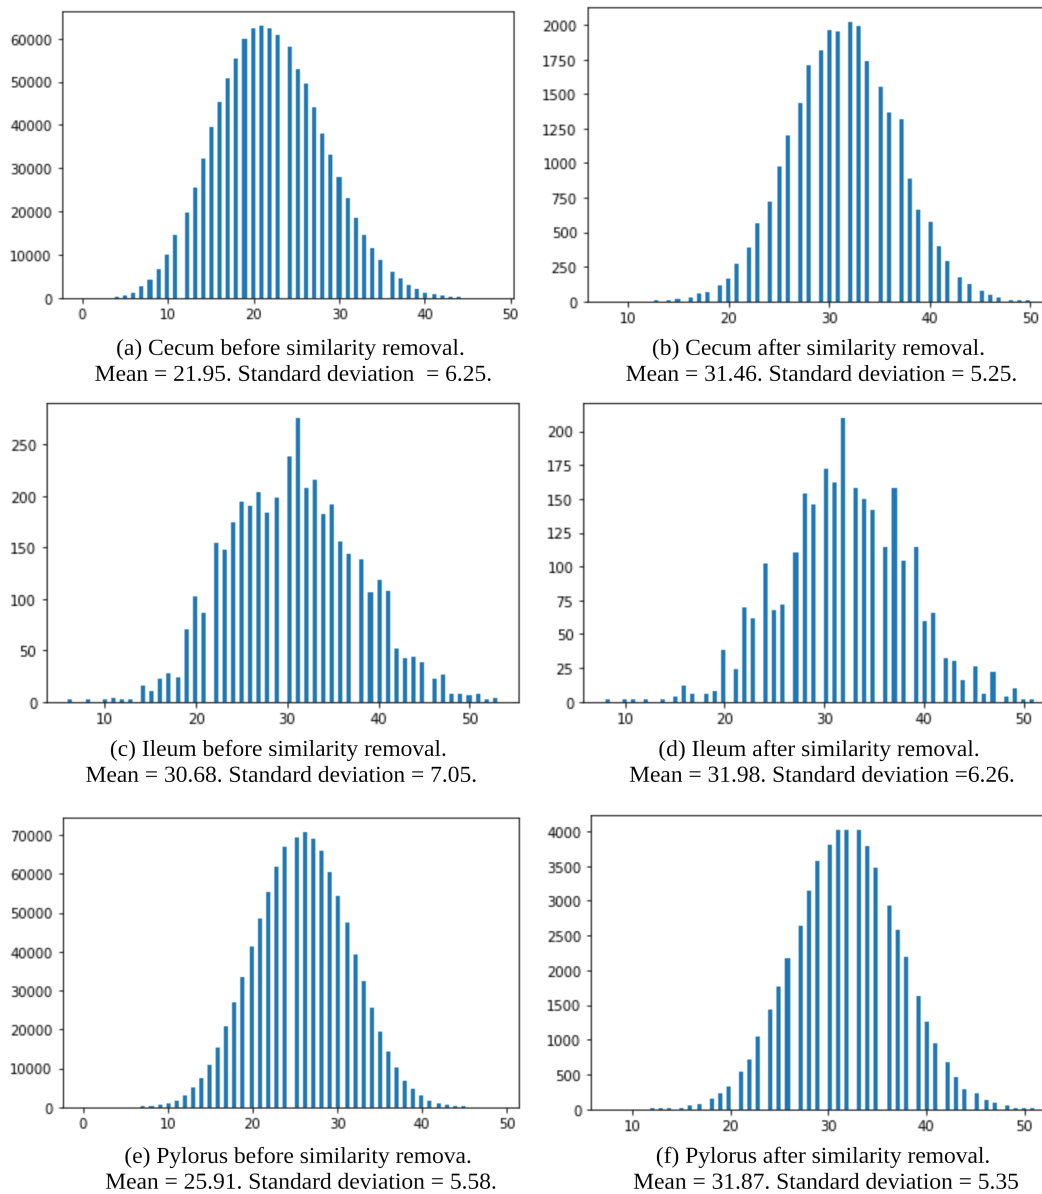 60000
50000
40000
30000
20000
10000
0
0 10 20 30 40 50
2000
1750
1500
1250
1000
750
500
250
0
10 20 30 40 50
(a) Cecum before similarity removal.
Mean = 21.95. Standard deviation  = 6.25.
(b) Cecum after similarity removal.
Mean = 31.46. Standard deviation = 5.25.
250
200
150
100
50
0
10 20 30 40 50
200
175
150
125
100
75
50
25
0
10 20 30 40 50
(c) Ileum before similarity removal.
Mean = 30.68. Standard deviation = 7.05.
(d) Ileum after similarity removal.
Mean = 31.98. Standard deviation =6.26.
70000
60000
50000
40000
30000
20000
10000
0
0 10 20 30 40 50
4000
3500
3000
2500
2000
1500
1000
500
0
10 20 30 40 50
(e) Pylorus before similarity remova.
Mean = 25.91. Standard deviation = 5.58.
(f) Pylorus after similarity removal.
Mean = 31.87. Standard deviation = 5.35